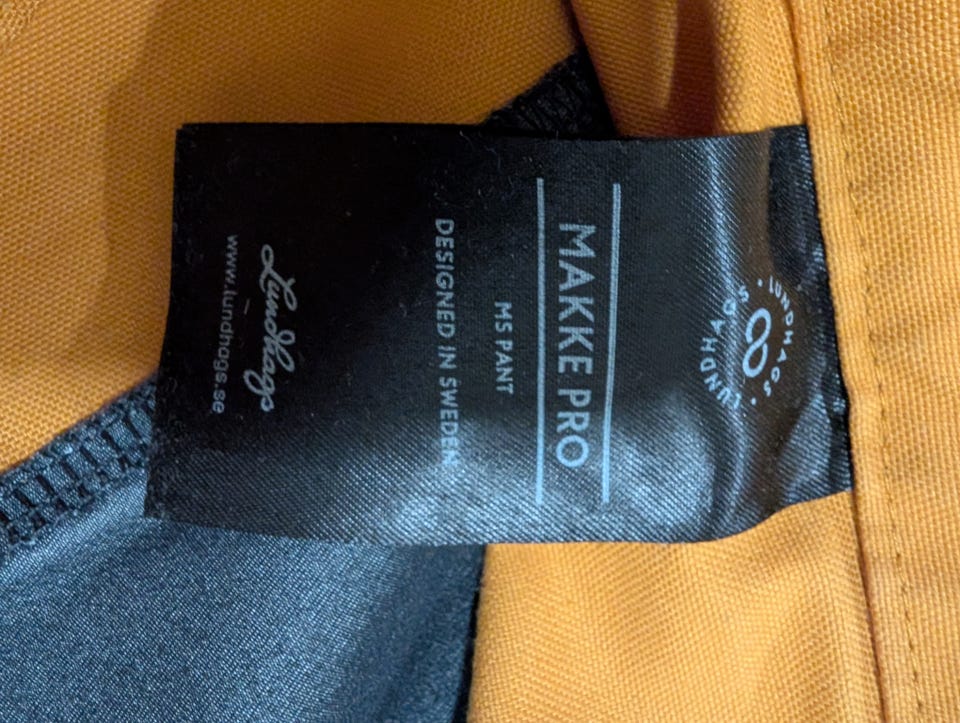 LUNDHAGS · LUNDHAGS ·
MAKKE PRO
MS PANT
DESIGNED IN SWEDEN
Lundhags
www.lundhags.se